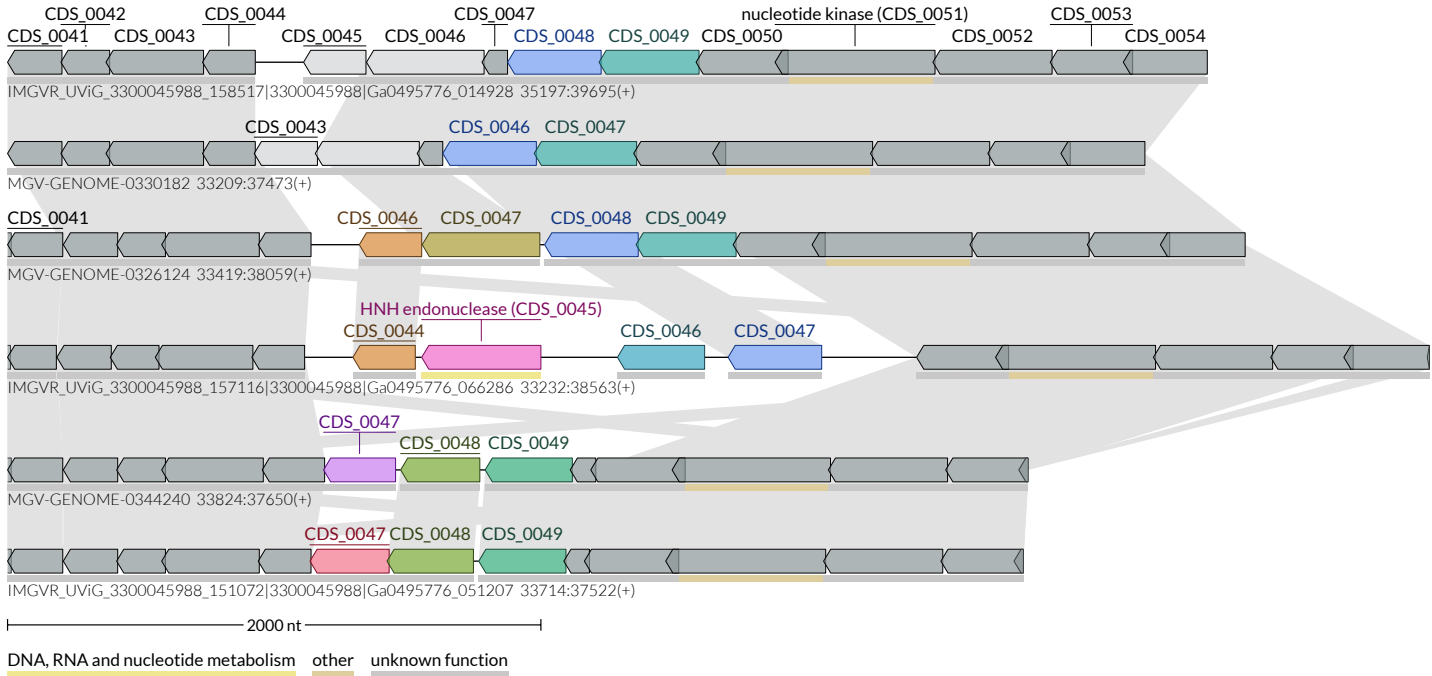 CDS_0042 CDS_0044 CDS_0047 nucleotide kinase (CDS_0051) CDS_0053
CDS_0041 CDS_0043 CDS_0045 CDS_0046 CDS_0048 CDS_0049 CDS_0050 CDS_0052 CDS_0054
IMGVR_UViG_3300045988_158517|3300045988|Ga0495776_014928 35197:39695(+)
CDS_0043 CDS_0046 CDS_0047
MGV-GENOME-0330182 33209:37473(+)
CDS_0041 CDS_0046 CDS_0047 CDS_0048 CDS_0049
MGV-GENOME-0326124 33419:38059(+)
HNH endonuclease (CDS_0045)
CDS_0044 CDS_0046 CDS_0047
IMGVR_UViG_3300045988_157116|3300045988|Ga0495776_066286 33232:38563(+)
CDS_0047
CDS_0048 CDS_0049
MGV-GENOME-0344240 33824:37650(+)
CDS_0047 CDS_0048 CDS_0049
IMGVR_UViG_3300045988_151072|3300045988|Ga0495776_051207 33714:37522(+)
2000 nt
DNA, RNA and nucleotide metabolism other unknown function